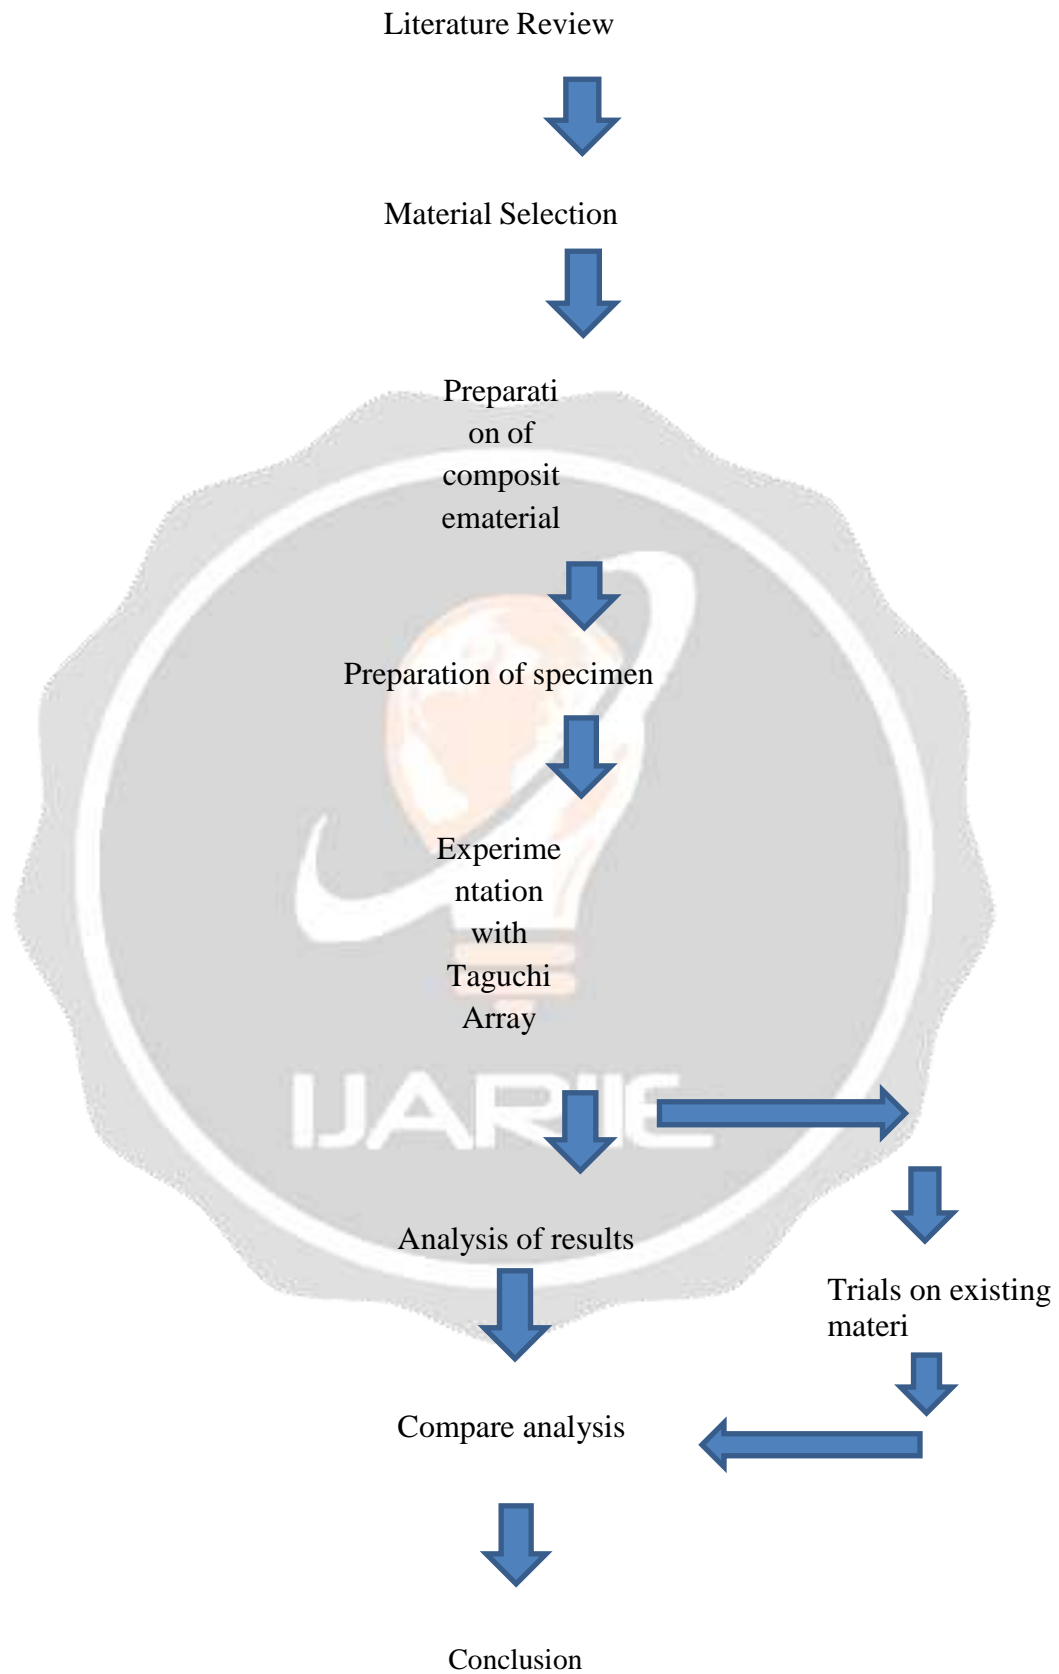 Literature Review
Material Selection
Preparati
on of
composit
ematerial
Preparation of specimen
Experime
ntation
with
Taguchi
Array
IJARIIE
Analysis of results
Trials on existing
materi
Compare analysis
Conclusion